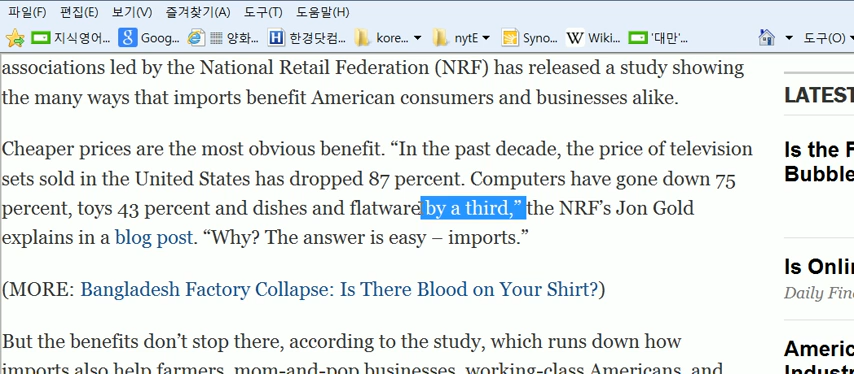 파일(F) 편집(E) 보기(V) 즐겨찾기(A) 도구(T) 도움말(H)
지식영어... Goog... 양화... 한경닷컴... kore... nytE Syno... Wiki... '대만'... 도구(O)
associations led by the National Retail Federation (NRF) has released a study showing
the many ways that imports benefit American consumers and businesses alike.
LATEST
Cheaper prices are the most obvious benefit. “In the past decade, the price of television
sets sold in the United States has dropped 87 percent. Computers have gone down 75
percent, toys 43 percent and dishes and flatware by a third,” the NRF’s Jon Gold
explains in a blog post. “Why? The answer is easy – imports.”
(MORE: Bangladesh Factory Collapse: Is There Blood on Your Shirt?)
But the benefits don’t stop there, according to the study, which runs down how
imports also help farmers, mom-and-pop businesses, working-class Americans, and
Is the F
Bubble
Is Onli
Daily Fin
Americ
Indust